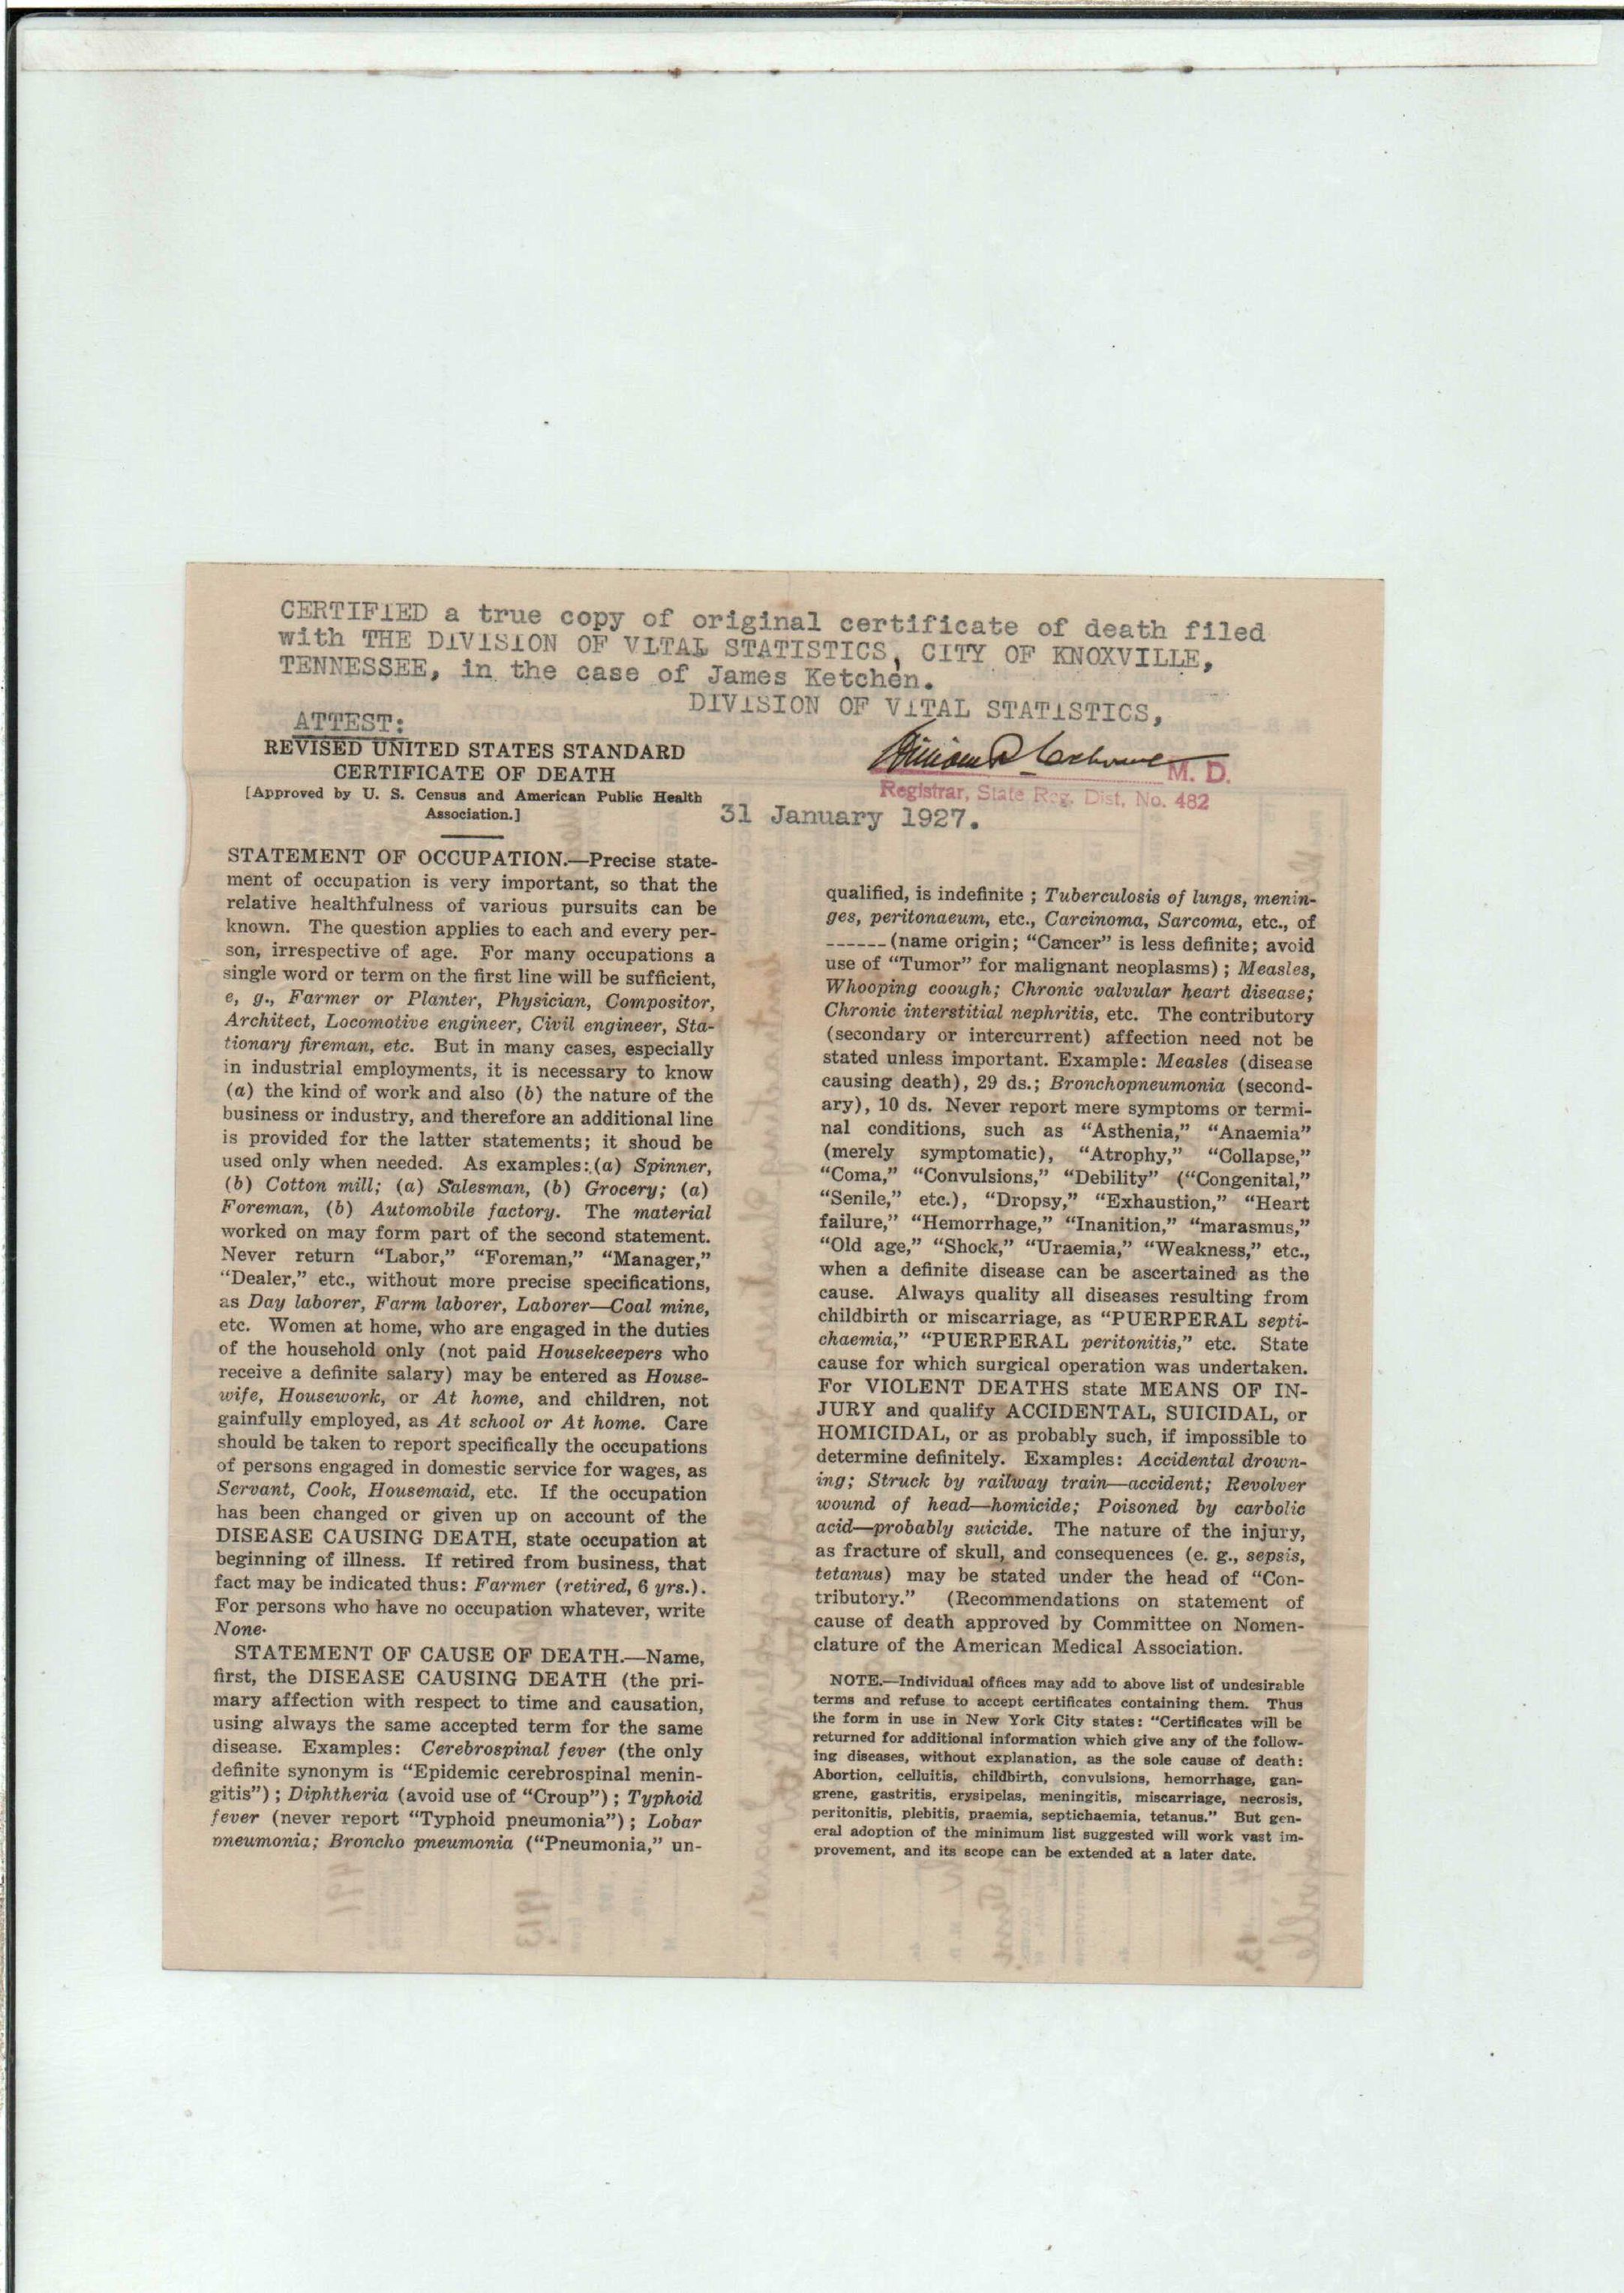 CERTIFIED a true copy of original certificate of death filed
with THE DIVISION OF VITAL STATISTICS, CITY OF KNOXVILLE,
TENNESSEE, in the case of James Ketchen.
DIVISION OF VITAL STATISTICS,
ATTEST:
REVISED UNITED STATES STANDARD
CERTIFICATE OF DEATH
[Approved by U. S. Census and American Public Health
Association.]
M. D.
Registrar, State Reg. Dist. No. 482
31 January 1927.
STATEMENT OF OCCUPATION.—Precise state-
ment of occupation is very important, so that the
relative healthfulness of various pursuits can be
known. The question applies to each and every per-
son, irrespective of age. For many occupations a
single word or term on the first line will be sufficient,
e, g., Farmer or Planter, Physician, Compositor,
Architect, Locomotive engineer, Civil engineer, Sta-
tionary fireman, etc. But in many cases, especially
in industrial employments, it is necessary to know
(a) the kind of work and also (b) the nature of the
business or industry, and therefore an additional line
is provided for the latter statements; it shoud be
used only when needed. As examples: (a) Spinner,
(b) Cotton mill; (a) Salesman, (b) Grocery; (a)
Foreman, (b) Automobile factory. The material
worked on may form part of the second statement.
Never return “Labor,” “Foreman,” “Manager,”
“Dealer,” etc., without more precise specifications,
as Day laborer, Farm laborer, Laborer—Coal mine,
etc. Women at home, who are engaged in the duties
of the household only (not paid Housekeepers who
receive a definite salary) may be entered as House-
wife, Housework, or At home, and children, not
gainfully employed, as At school or At home. Care
should be taken to report specifically the occupations
of persons engaged in domestic service for wages, as
Servant, Cook, Housemaid, etc. If the occupation
has been changed or given up on account of the
DISEASE CAUSING DEATH, state occupation at
beginning of illness. If retired from business, that
fact may be indicated thus: Farmer (retired, 6 yrs.).
For persons who have no occupation whatever, write
None.
STATEMENT OF CAUSE OF DEATH.—Name,
first, the DISEASE CAUSING DEATH (the pri-
mary affection with respect to time and causation,
using always the same accepted term for the same
disease. Examples: Cerebrospinal fever (the only
definite synonym is “Epidemic cerebrospinal menin-
gitis”) ; Diphtheria (avoid use of “Croup”) ; Typhoid
fever (never report “Typhoid pneumonia”) ; Lobar
pneumonia; Broncho pneumonia (“Pneumonia,” un-
qualified, is indefinite ; Tuberculosis of lungs, menin-
ges, peritonaeum, etc., Carcinoma, Sarcoma, etc., of
------(name origin; “Cancer” is less definite; avoid
use of “Tumor” for malignant neoplasms) ; Measles,
Whooping coough; Chronic valvular heart disease;
Chronic interstitial nephritis, etc. The contributory
(secondary or intercurrent) affection need not be
stated unless important. Example: Measles (disease
causing death), 29 ds.; Bronchopneumonia (second-
ary), 10 ds. Never report mere symptoms or termi-
nal conditions, such as “Asthenia,” “Anaemia”
(merely symptomatic), “Atrophy,” “Collapse,”
“Coma,” “Convulsions,” “Debility” (“Congenital,”
“Senile,” etc.), “Dropsy,” “Exhaustion,” “Heart
failure,” “Hemorrhage,” “Inanition,” “marasmus,”
“Old age,” “Shock,” “Uraemia,” “Weakness,” etc.,
when a definite disease can be ascertained as the
cause. Always quality all diseases resulting from
childbirth or miscarriage, as “PUERPERAL septi-
chaemia,” “PUERPERAL peritonitis,” etc. State
cause for which surgical operation was undertaken.
For VIOLENT DEATHS state MEANS OF IN-
JURY and qualify ACCIDENTAL, SUICIDAL, or
HOMICIDAL, or as probably such, if impossible to
determine definitely. Examples: Accidental drown-
ing; Struck by railway train—accident; Revolver
wound of head—homicide; Poisoned by carbolic
acid—probably suicide. The nature of the injury,
as fracture of skull, and consequences (e. g., sepsis,
tetanus) may be stated under the head of “Con-
tributory.” (Recommendations on statement of
cause of death approved by Committee on Nomen-
clature of the American Medical Association.
NOTE.—Individual offices may add to above list of undesirable
terms and refuse to accept certificates containing them. Thus
the form in use in New York City states: “Certificates will be
returned for additional information which give any of the follow-
ing diseases, without explanation, as the sole cause of death:
Abortion, celluitis, childbirth, convulsions, hemorrhage, gan-
grene, gastritis, erysipelas, meningitis, miscarriage, necrosis,
peritonitis, plebitis, praemia, septichaemia, tetanus.” But gen-
eral adoption of the minimum list suggested will work vast im-
provement, and its scope can be extended at a later date.